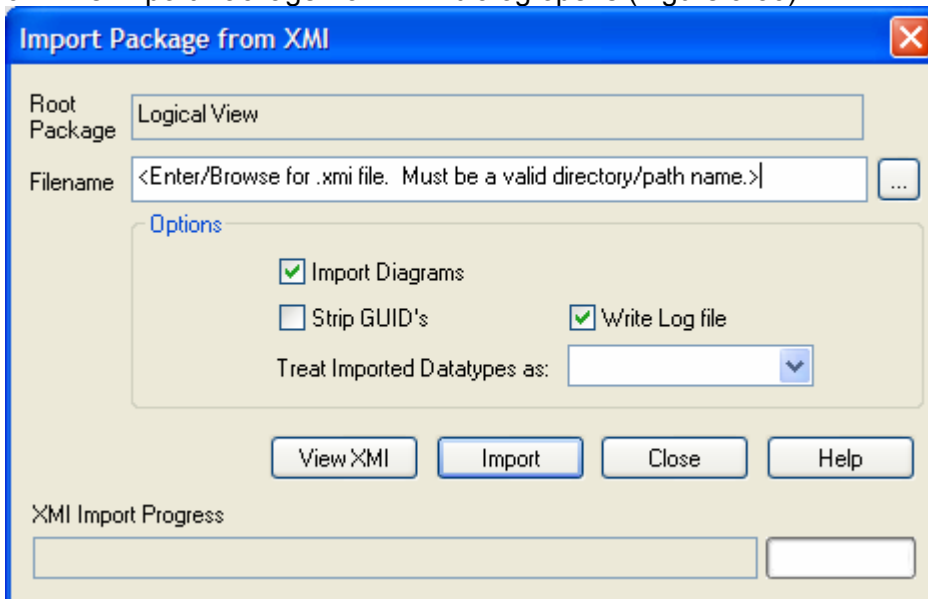 Import Package from XMI
Root
Package
Logical View
Filename
<Enter/Browse for .xmi file.  Must be a valid directory/path name.>
...
Options
Import Diagrams
Strip GUID's
Write Log file
Treat Imported Datatypes as:
View XMI
Import
Close
Help
XMI Import Progress